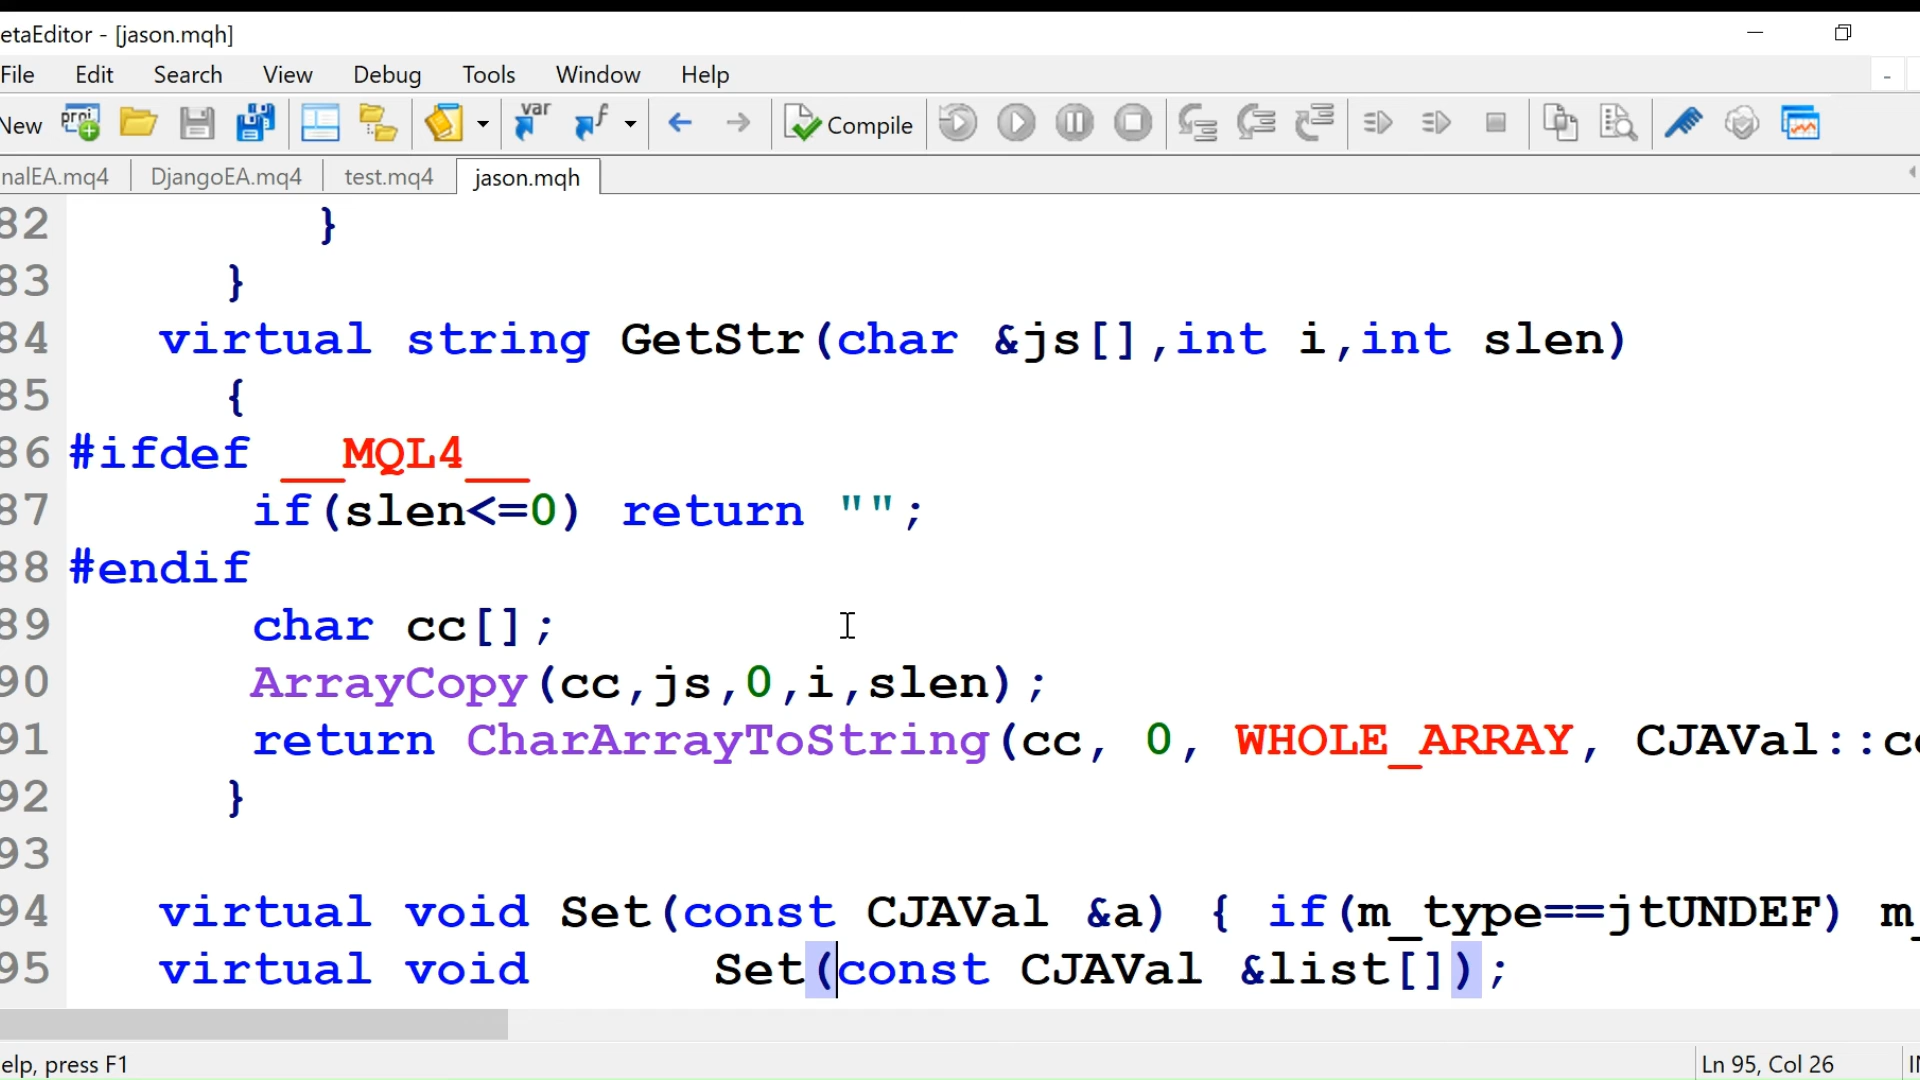 etaEditor - [jason.mqh]
File Edit Search View Debug Tools Window Help
New proj var f Compile
nalEA.mq4 DjangoEA.mq4 test.mq4 jason.mqh
82 }
83 }
84 virtual string GetStr(char &js[],int i,int slen)
85 {
86 #ifdef __MQL4__
87 if(slen<=0) return "";
88 #endif
89 char cc[];
90 ArrayCopy(cc,js,0,i,slen);
91 return CharArrayToString(cc, 0, WHOLE_ARRAY, CJAVal::co
92 }
93
94 virtual void Set(const CJAVal &a) { if(m_type==jtUNDEF) m_
95 virtual void Set(const CJAVal &list[]);
elp, press F1 Ln 95, Col 26